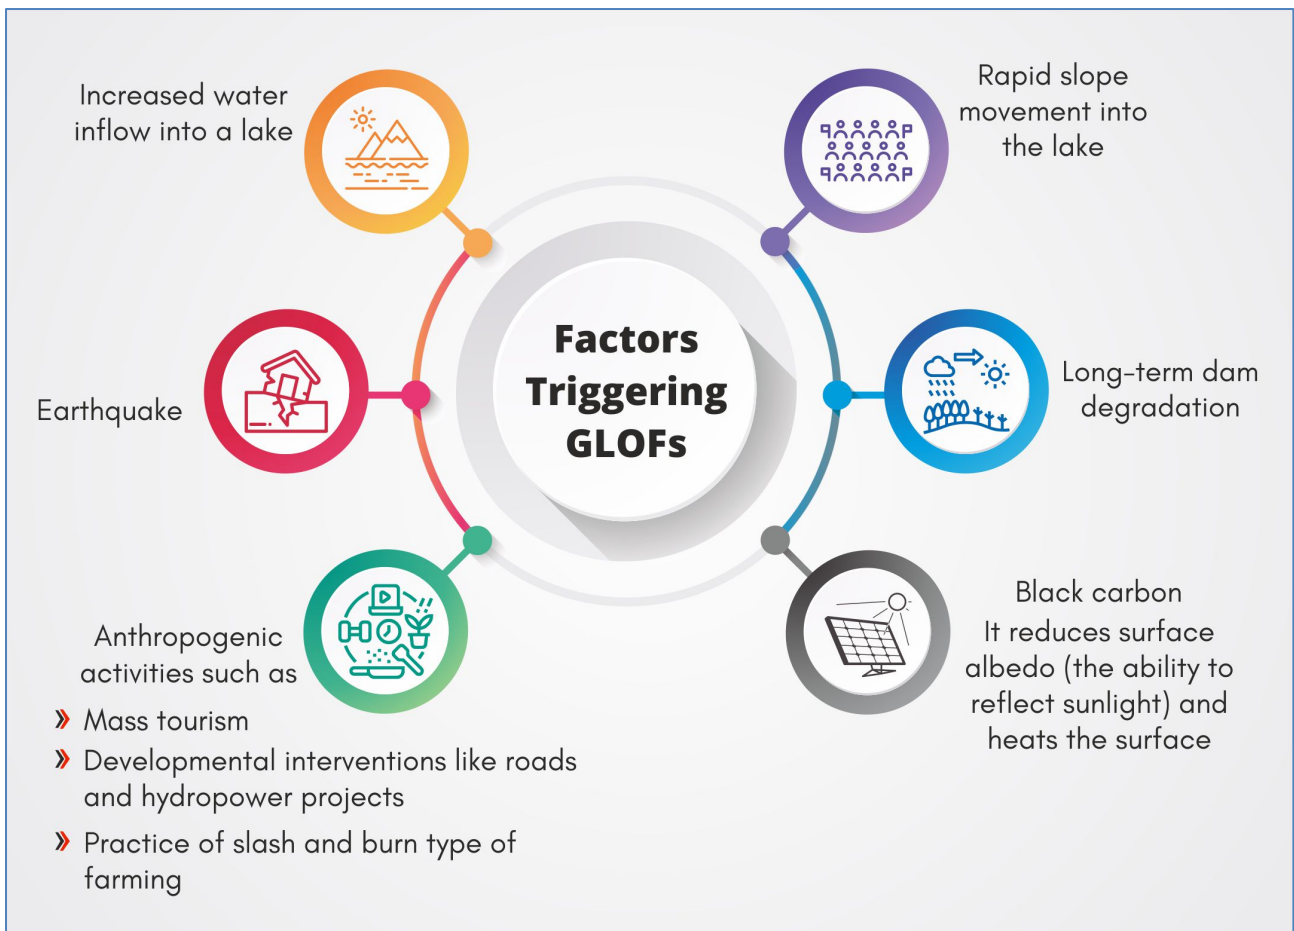 Factors
Triggering
GLOFs
Increased water
inflow into a lake
Earthquake
Anthropogenic
activities such as
Mass tourism
Developmental interventions like roads
and hydropower projects
Practice of slash and burn type of
farming
Rapid slope
movement into
the lake
Long-term dam
degradation
Black carbon
It reduces surface
albedo (the ability to
reflect sunlight) and
heats the surface